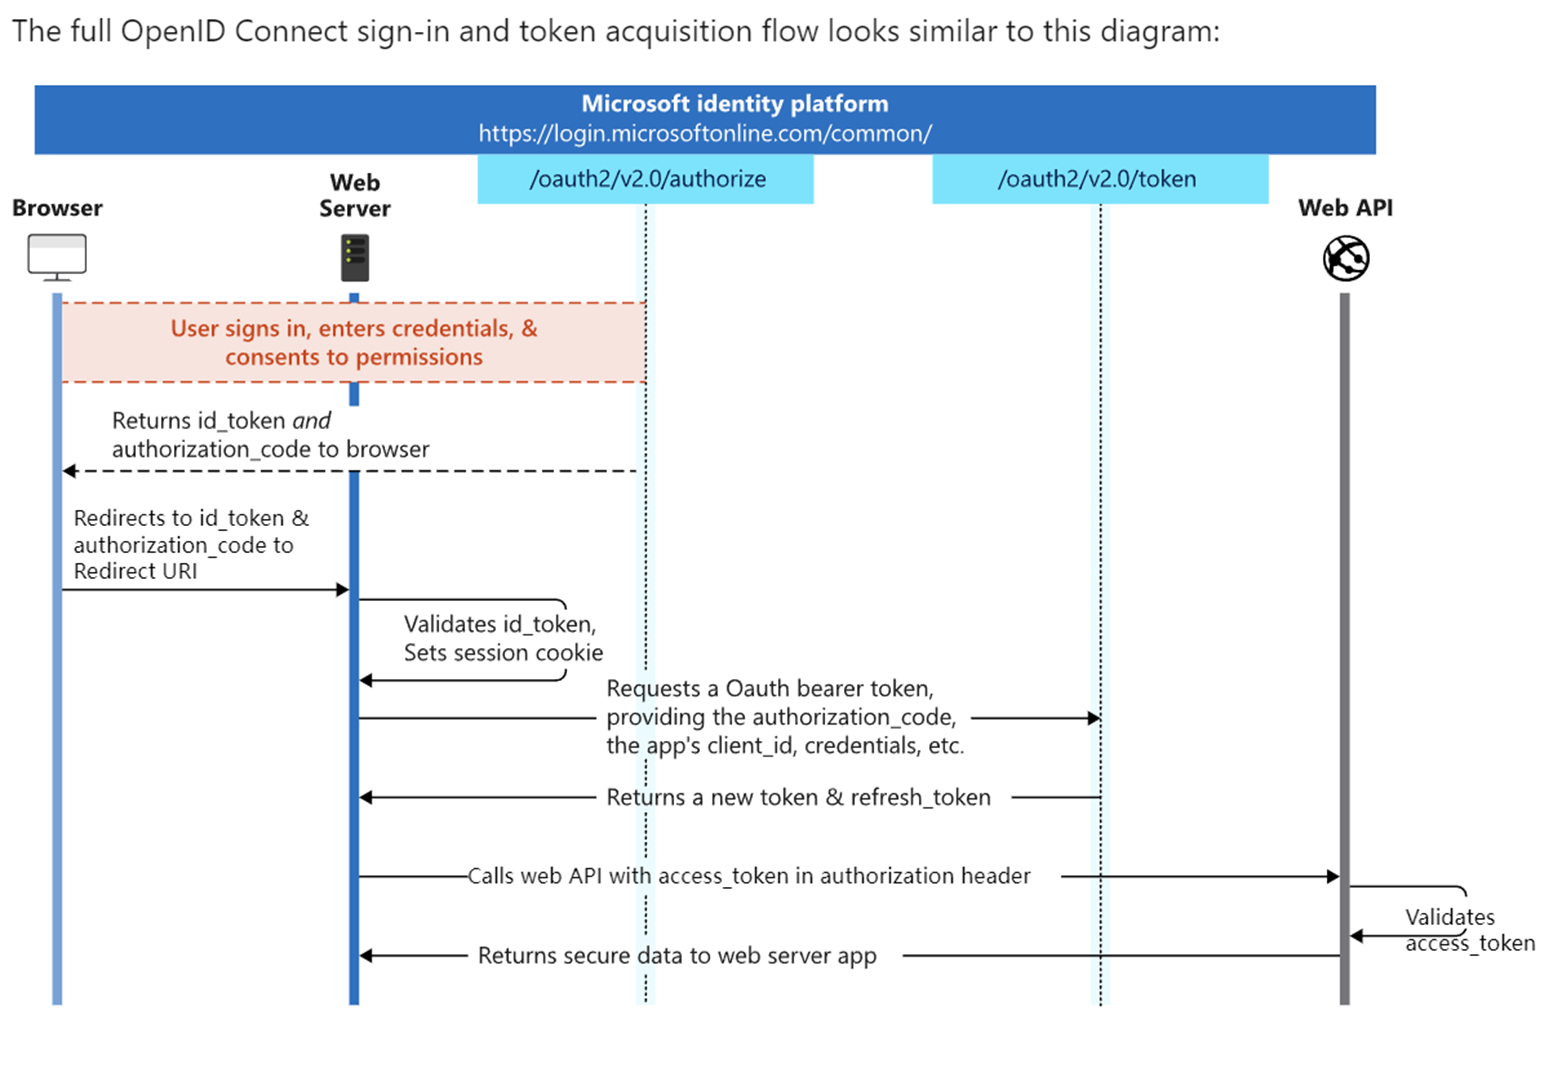 The full OpenID Connect sign-in and token acquisition flow looks similar to this diagram:
Microsoft identity platform
https://login.microsoftonline.com/common/
/oauth2/v2.0/authorize
/oauth2/v2.0/token
Browser
Web
Server
Web API
User signs in, enters credentials, &
consents to permissions
Returns id_token and
authorization_code to browser
Redirects to id_token &
authorization_code to
Redirect URI
Validates id_token,
Sets session cookie
Requests a Oauth bearer token,
providing the authorization_code,
the app's client_id, credentials, etc.
Returns a new token & refresh_token
Calls web API with access_token in authorization header
Validates
access_token
Returns secure data to web server app